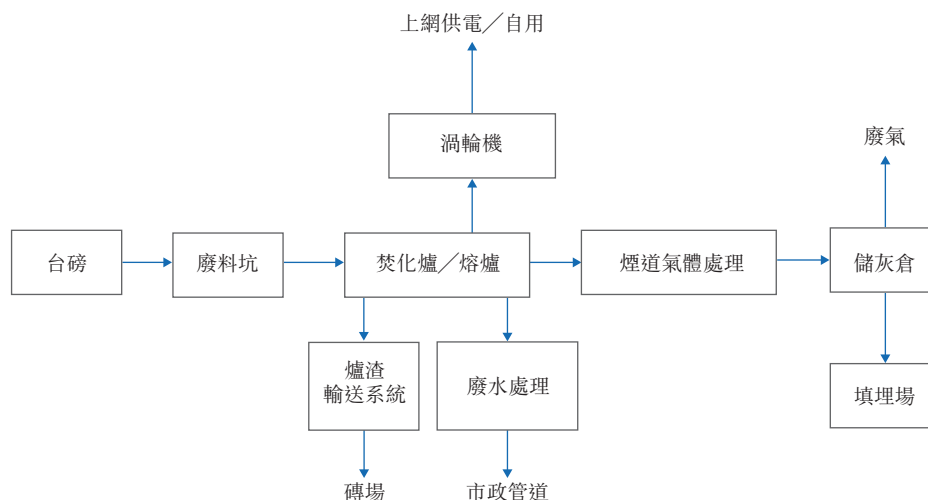 上網供電／自用
渦輪機
廢氣
台磅
廢料坑
焚化爐／熔爐
煙道氣體處理
儲灰倉
爐渣
輸送系統
廢水處理
填埋場
磚場
市政管道